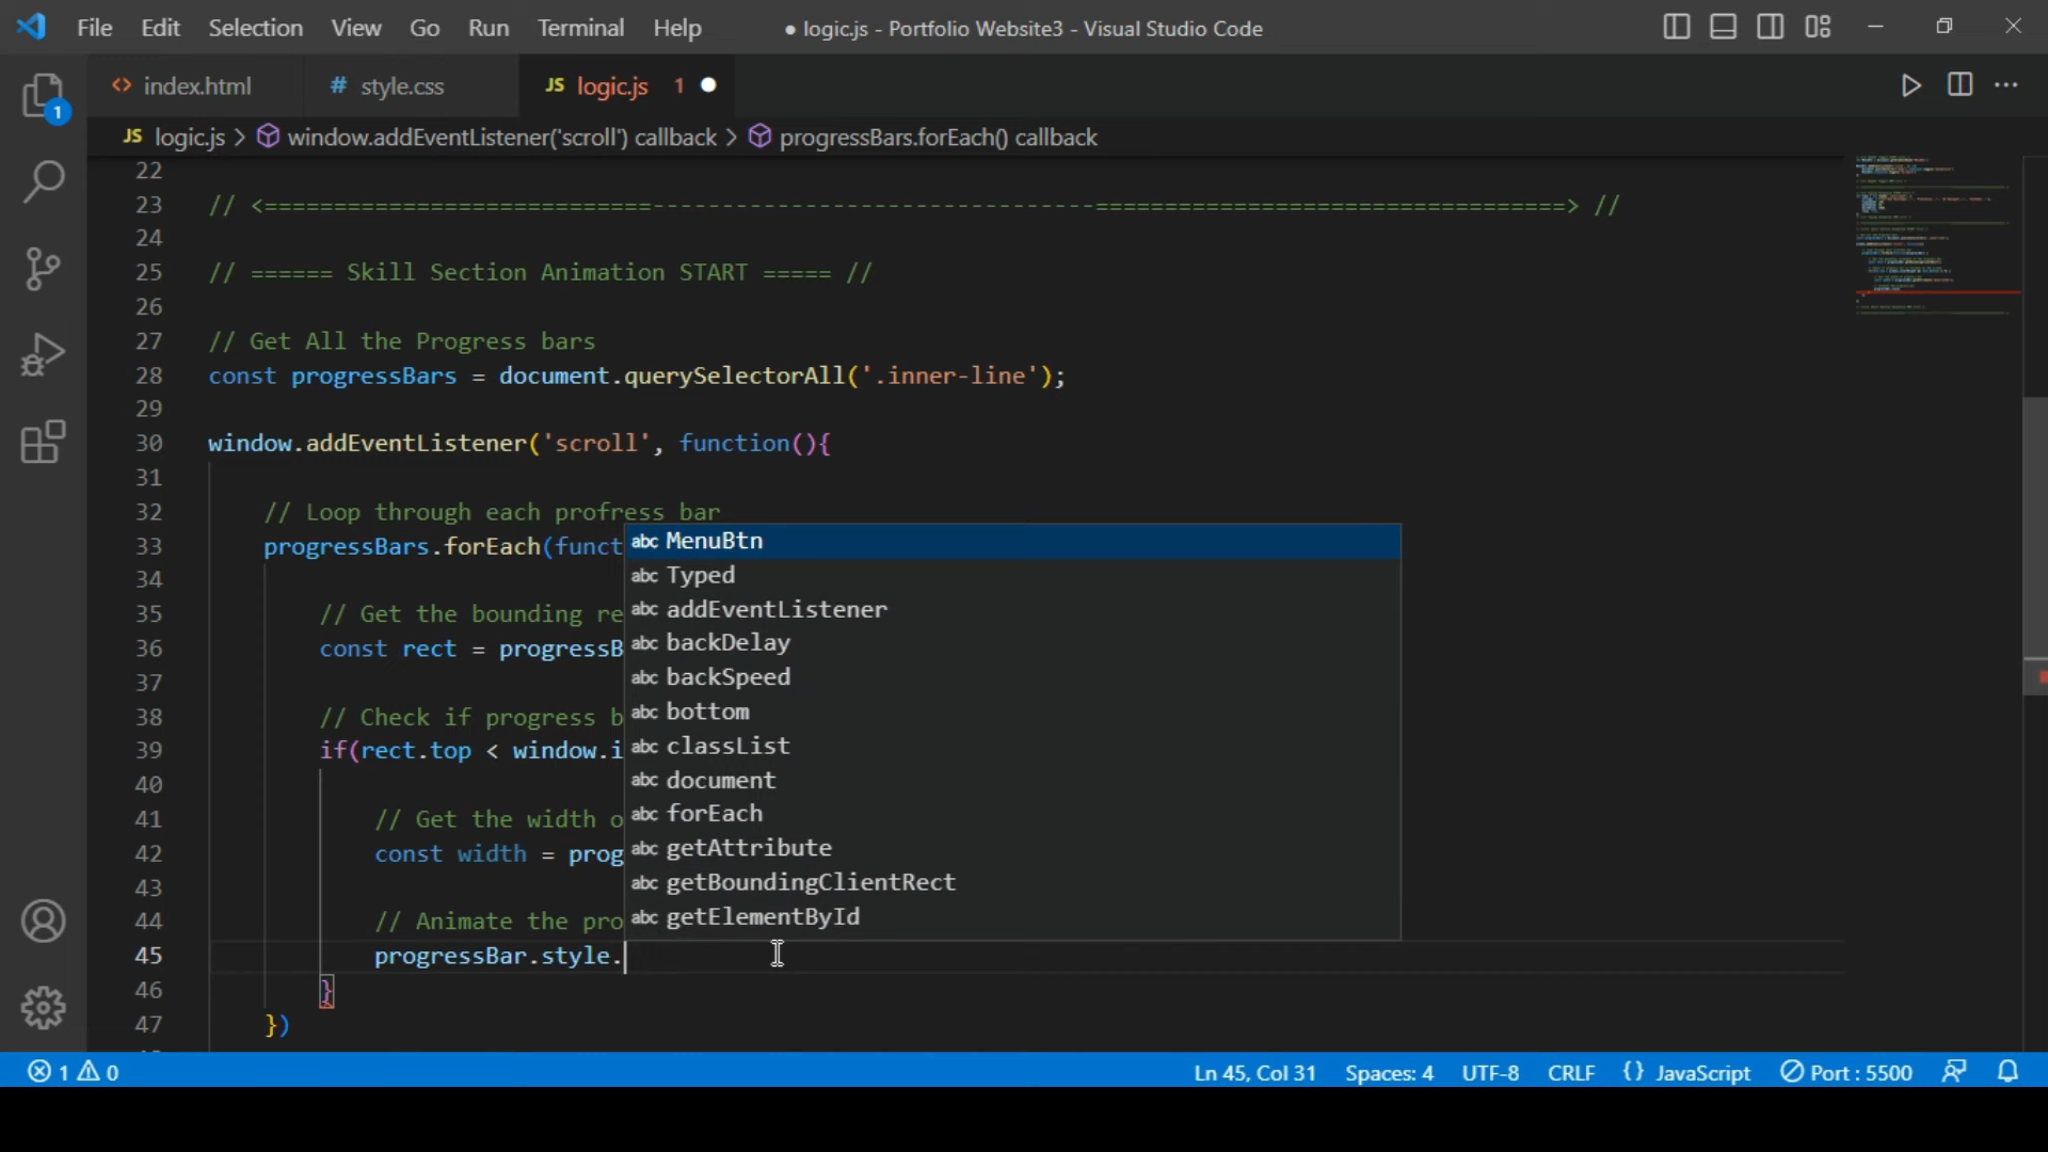 File Edit Selection View Go Run Terminal Help ● logic.js - Portfolio Website3 - Visual Studio Code
<> index.html # style.css JS logic.js 1 ●
JS logic.js > window.addEventListener('scroll') callback > progressBars.forEach() callback
22
23 // <============================--------------------------------==================================> //
24
25 // ====== Skill Section Animation START ===== //
26
27 // Get All the Progress bars
28 const progressBars = document.querySelectorAll('.inner-line');
29
30 window.addEventListener('scroll', function(){
31
32 // Loop through each profress bar
33 progressBars.forEach(funct
34
35 // Get the bounding re
36 const rect = progressB
37
38 // Check if progress b
39 if(rect.top < window.i
40
41 // Get the width o
42 const width = prog
43
44 // Animate the pro
45 progressBar.style.
46 }
47 })
abc MenuBtn
abc Typed
abc addEventListener
abc backDelay
abc backSpeed
abc bottom
abc classList
abc document
abc forEach
abc getAttribute
abc getBoundingClientRect
abc getElementById
1
1 0 Ln 45, Col 31 Spaces: 4 UTF-8 CRLF {} JavaScript Port : 5500